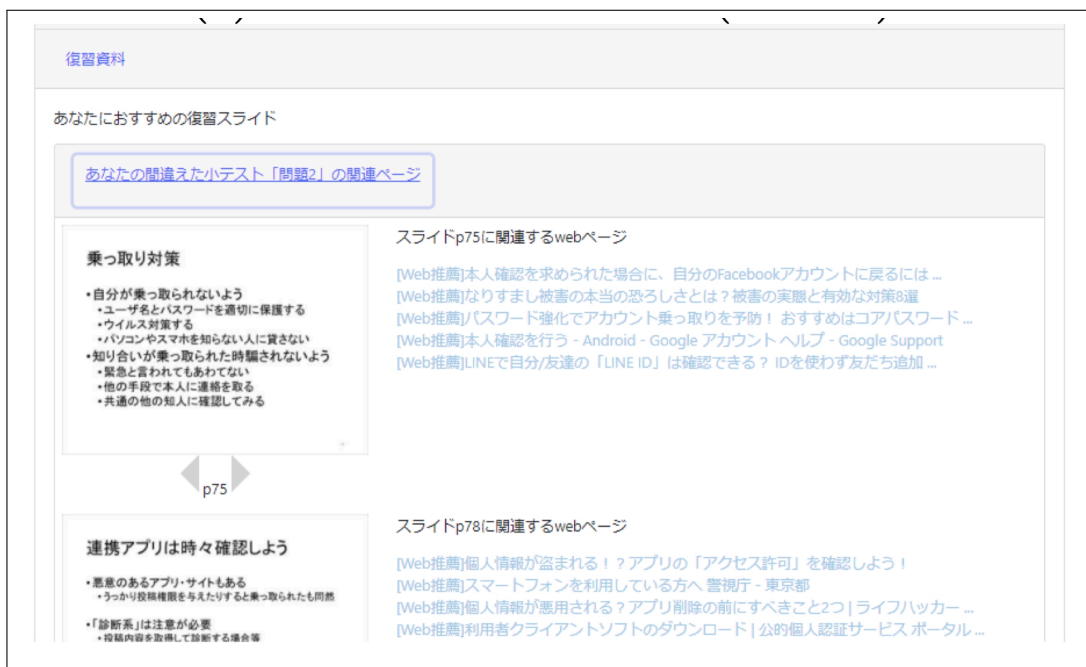 復習資料
あなたにおすすめの復習スライド
あなたの間違えた小テスト「問題2」の関連ページ
乗っ取り対策
・自分が乗っ取られないよう
・ユーザ名とパスワードを適切に保護する
・ウイルス対策する
・パソコンやスマホを知らない人に貸さない
・知り合いが乗っ取られた時騙されないよう
・緊急と言われてもあわてない
・他の手段で本人に連絡を取る
・共通の他の知人に確認してみる
p75
スライドp75に関連するwebページ
[Web推薦]本人確認を求められた場合に、自分のFacebookアカウントに戻るには ...
[Web推薦]なりすまし被害の本当の恐ろしさとは？被害の実態と有効な対策8選
[Web推薦]パスワード強化でアカウント乗っ取りを予防！ おすすめはコアパスワード ...
[Web推薦]本人確認を行う - Android - Google アカウント ヘルプ - Google Support
[Web推薦]LINEで自分/友達の「LINE ID」は確認できる？ IDを使わず友だち追加 ...
連携アプリは時々確認しよう
・悪意のあるアプリ・サイトもある
・うっかり投稿権限を与えたりすると乗っ取られたも同然
・「診断系」は注意が必要
・投稿内容を取得して診断する場合等
スライドp78に関連するwebページ
[Web推薦]個人情報が盗まれる！？アプリの「アクセス許可」を確認しよう！
[Web推薦]スマートフォンを利用している方へ 警視庁 - 東京都
[Web推薦]個人情報が悪用される？アプリ削除の前にすべきこと2つ | ライフハッカー ...
[Web推薦]利用者クライアントソフトのダウンロード | 公的個人認証サービス ポータル ...